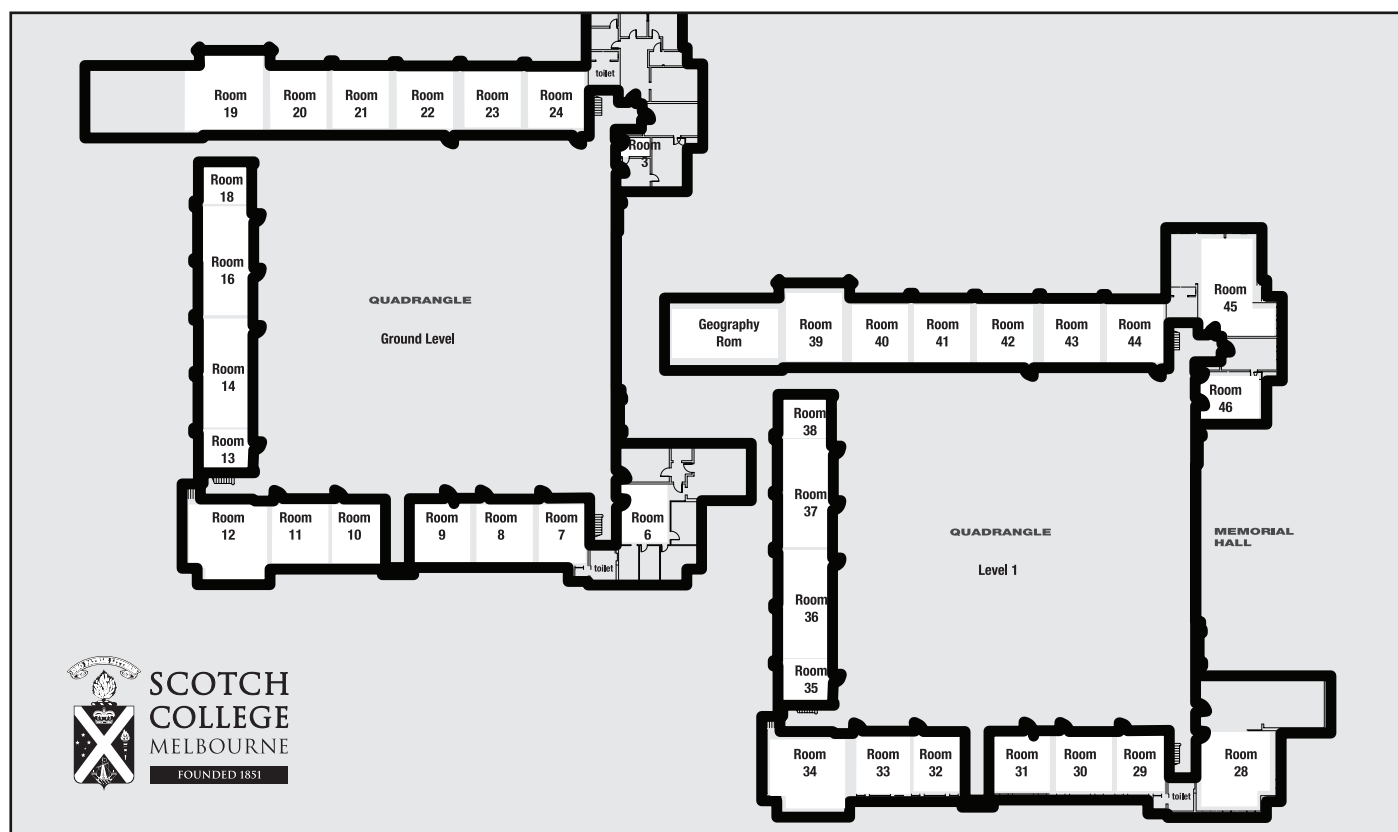 toilet
Room
19
Room
20
Room
21
Room
22
Room
23
Room
24
Room
3
Room
18
Room
16
Room
14
Room
13
QUADRANGLE
Ground Level
Room
12
Room
11
Room
10
Room
9
Room
8
Room
7
Room
6
toilet
Geography
Rom
Room
39
Room
40
Room
41
Room
42
Room
43
Room
44
Room
45
Room
46
Room
38
Room
37
Room
36
Room
35
QUADRANGLE
Level 1
MEMORIAL
HALL
Room
34
Room
33
Room
32
Room
31
Room
30
Room
29
Room
28
toilet
SCOTCH
COLLEGE
MELBOURNE
FOUNDED 1851